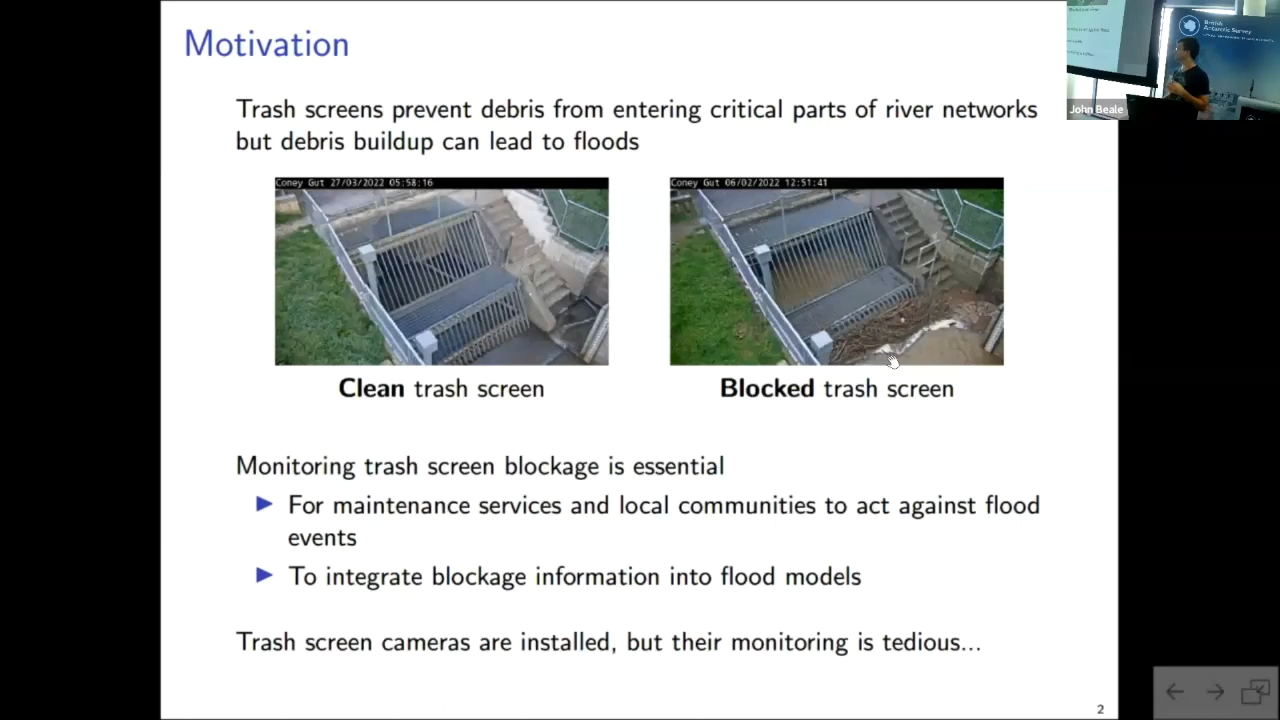 Motivation
Trash screens prevent debris from entering critical parts of river networks
but debris buildup can lead to floods
Coney Gut 27/03/2022 05:58:16
Coney Gut 06/02/2022 12:51:41
Clean trash screen
Blocked trash screen
Monitoring trash screen blockage is essential
▶ For maintenance services and local communities to act against flood
events
▶ To integrate blockage information into flood models
Trash screen cameras are installed, but their monitoring is tedious...
2
British
Antarctic Survey
John Beale